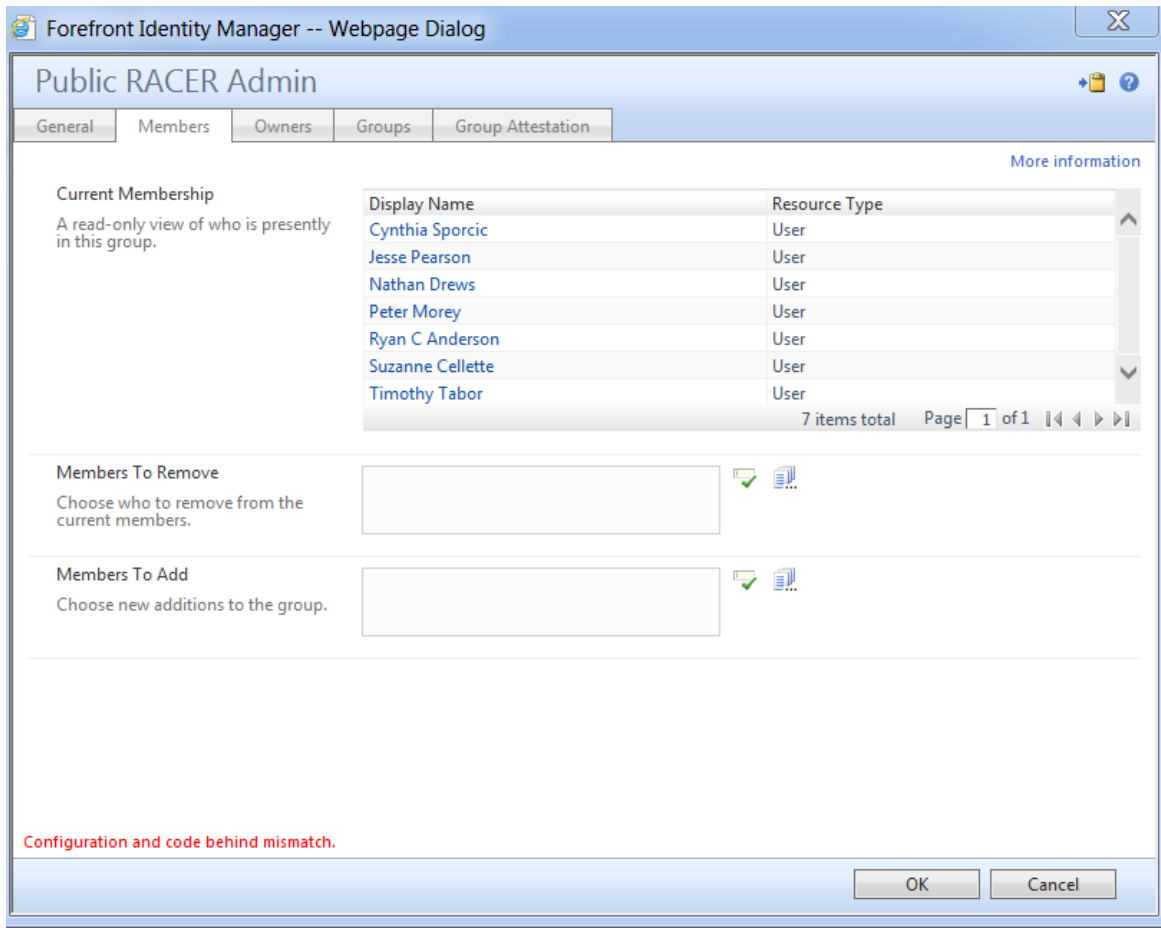 Forefront Identity Manager -- Webpage Dialog
Public RACER Admin
General Members Owners Groups Group Attestation
More information
Current Membership
A read-only view of who is presently
in this group.
Display Name Resource Type
Cynthia Sporcic User
Jesse Pearson User
Nathan Drews User
Peter Morey User
Ryan C Anderson User
Suzanne Cellette User
Timothy Tabor User
7 items total Page 1 of 1
Members To Remove
Choose who to remove from the
current members.
Members To Add
Choose new additions to the group.
Configuration and code behind mismatch.
OK Cancel